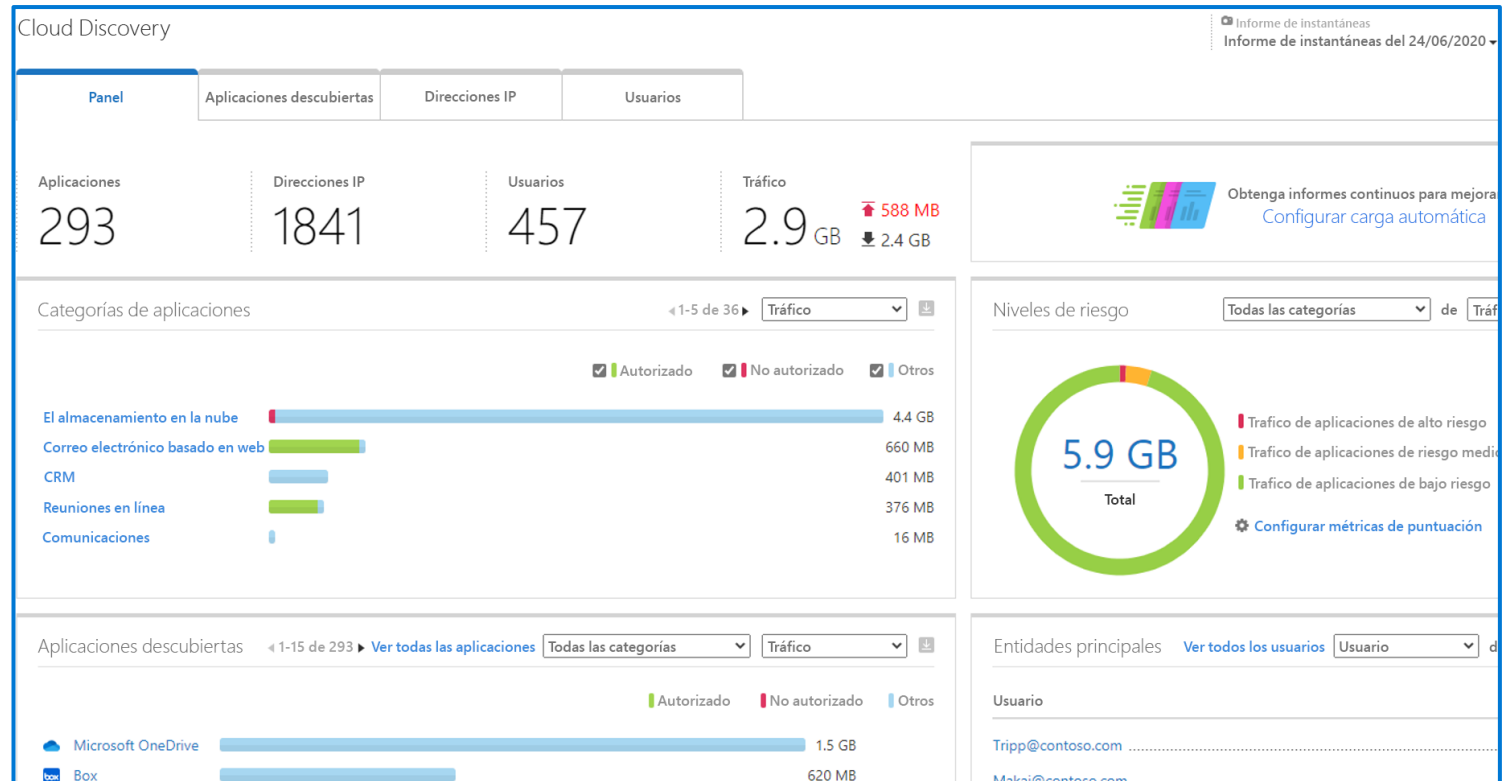 Cloud Discovery
Informe de instantáneas
Informe de instantáneas del 24/06/2020
Panel
Aplicaciones descubiertas
Direcciones IP
Usuarios
Aplicaciones
293
Direcciones IP
1841
Usuarios
457
Tráfico
2.9 GB
588 MB
2.4 GB
Obtenga informes continuos para mejora
Configurar carga automática
Categorías de aplicaciones
1-5 de 36
Tráfico
Autorizado
No autorizado
Otros
El almacenamiento en la nube 4.4 GB
Correo electrónico basado en web 660 MB
CRM 401 MB
Reuniones en línea 376 MB
Comunicaciones 16 MB
Niveles de riesgo
Todas las categorías
de
Tráf
5.9 GB
Total
Trafico de aplicaciones de alto riesgo
Trafico de aplicaciones de riesgo medi
Trafico de aplicaciones de bajo riesgo
Configurar métricas de puntuación
Aplicaciones descubiertas
1-15 de 293
Ver todas las aplicaciones
Todas las categorías
Tráfico
Autorizado
No autorizado
Otros
Microsoft OneDrive 1.5 GB
box
Box 620 MB
Entidades principales
Ver todos los usuarios
Usuario
d
Usuario
Tripp@contoso.com
Makai@contoso.com